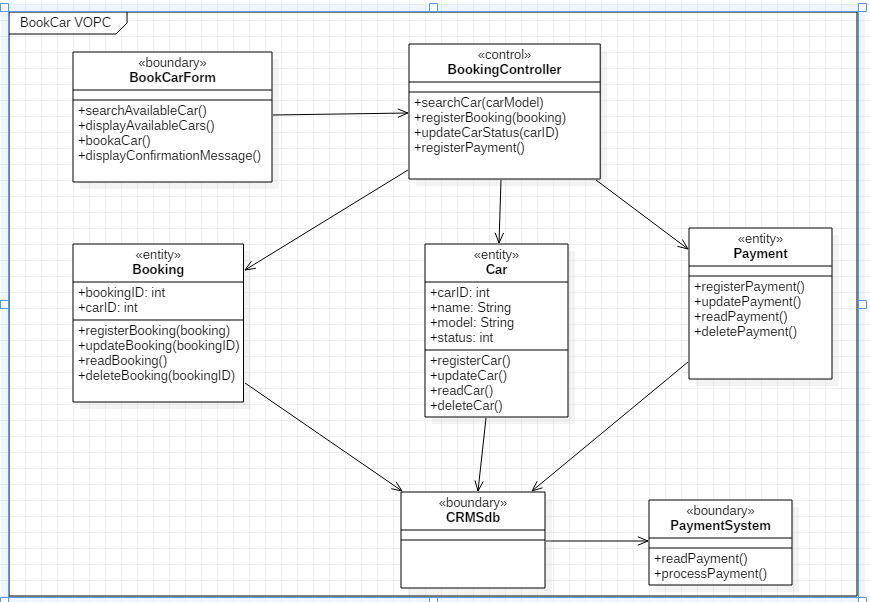 BookCar VOPC
«boundary»
BookCarForm
+searchAvailableCar()
+displayAvailableCars()
+bookaCar()
+displayConfirmationMessage()
«control»
BookingController
+searchCar(carModel)
+registerBooking(booking)
+updateCarStatus(carID)
+registerPayment()
«entity»
Booking
+bookingID: int
+carID: int
+registerBooking(booking)
+updateBooking(bookingID)
+readBooking()
+deleteBooking(bookingID)
«entity»
Car
+carID: int
+name: String
+model: String
+status: int
+registerCar()
+updateCar()
+readCar()
+deleteCar()
«entity»
Payment
+registerPayment()
+updatePayment()
+readPayment()
+deletePayment()
«boundary»
CRMSdb
«boundary»
PaymentSystem
+readPayment()
+processPayment()